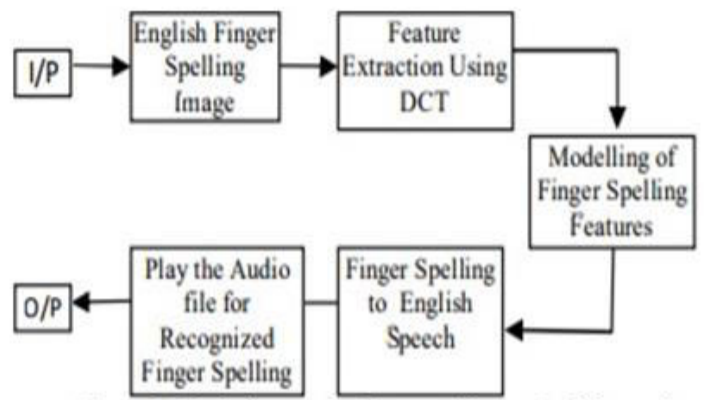 I/P
English Finger
Spelling
Image
Feature
Extraction Using
DCT
Modelling of
Finger Spelling
Features
Finger Spelling
to English
Speech
Play the Audio
file for
Recognized
Finger Spelling
O/P